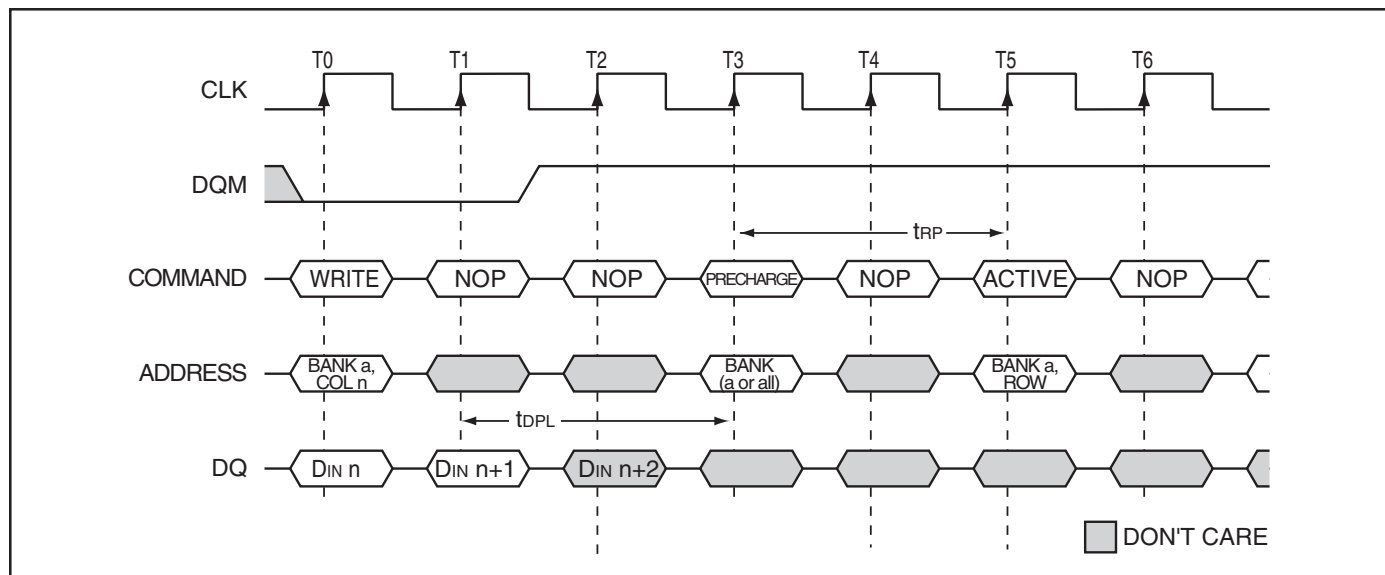 T0 T1 T2 T3 T4 T5 T6
CLK
DQM
tRP
COMMAND WRITE NOP NOP PRECHARGE NOP ACTIVE NOP
ADDRESS BANK a, COL n BANK (a or all) BANK a, ROW
tDPL
DQ DIN n DIN n+1 DIN n+2
DON'T CARE